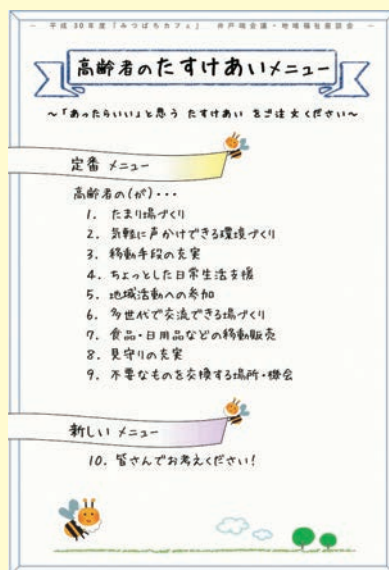 平成30年度「みつばちカフェ」 井戸端会議・地域福祉座談会
高齢者のたすけあいメニュー
～「あったらいい」と思う たすけあい をご注文ください～
定番 メニュー
高齢者の(が)・・・
1. たまり場づくり
2. 気軽に声かけできる環境づくり
3. 移動手段の充実
4. ちょっとした日常生活支援
5. 地域活動への参加
6. 多世代で交流できる場づくり
7. 食品・日用品などの移動販売
8. 見守りの充実
9. 不要なものを交換する場所・機会
新しい メニュー
10. 皆さんでお考えください!